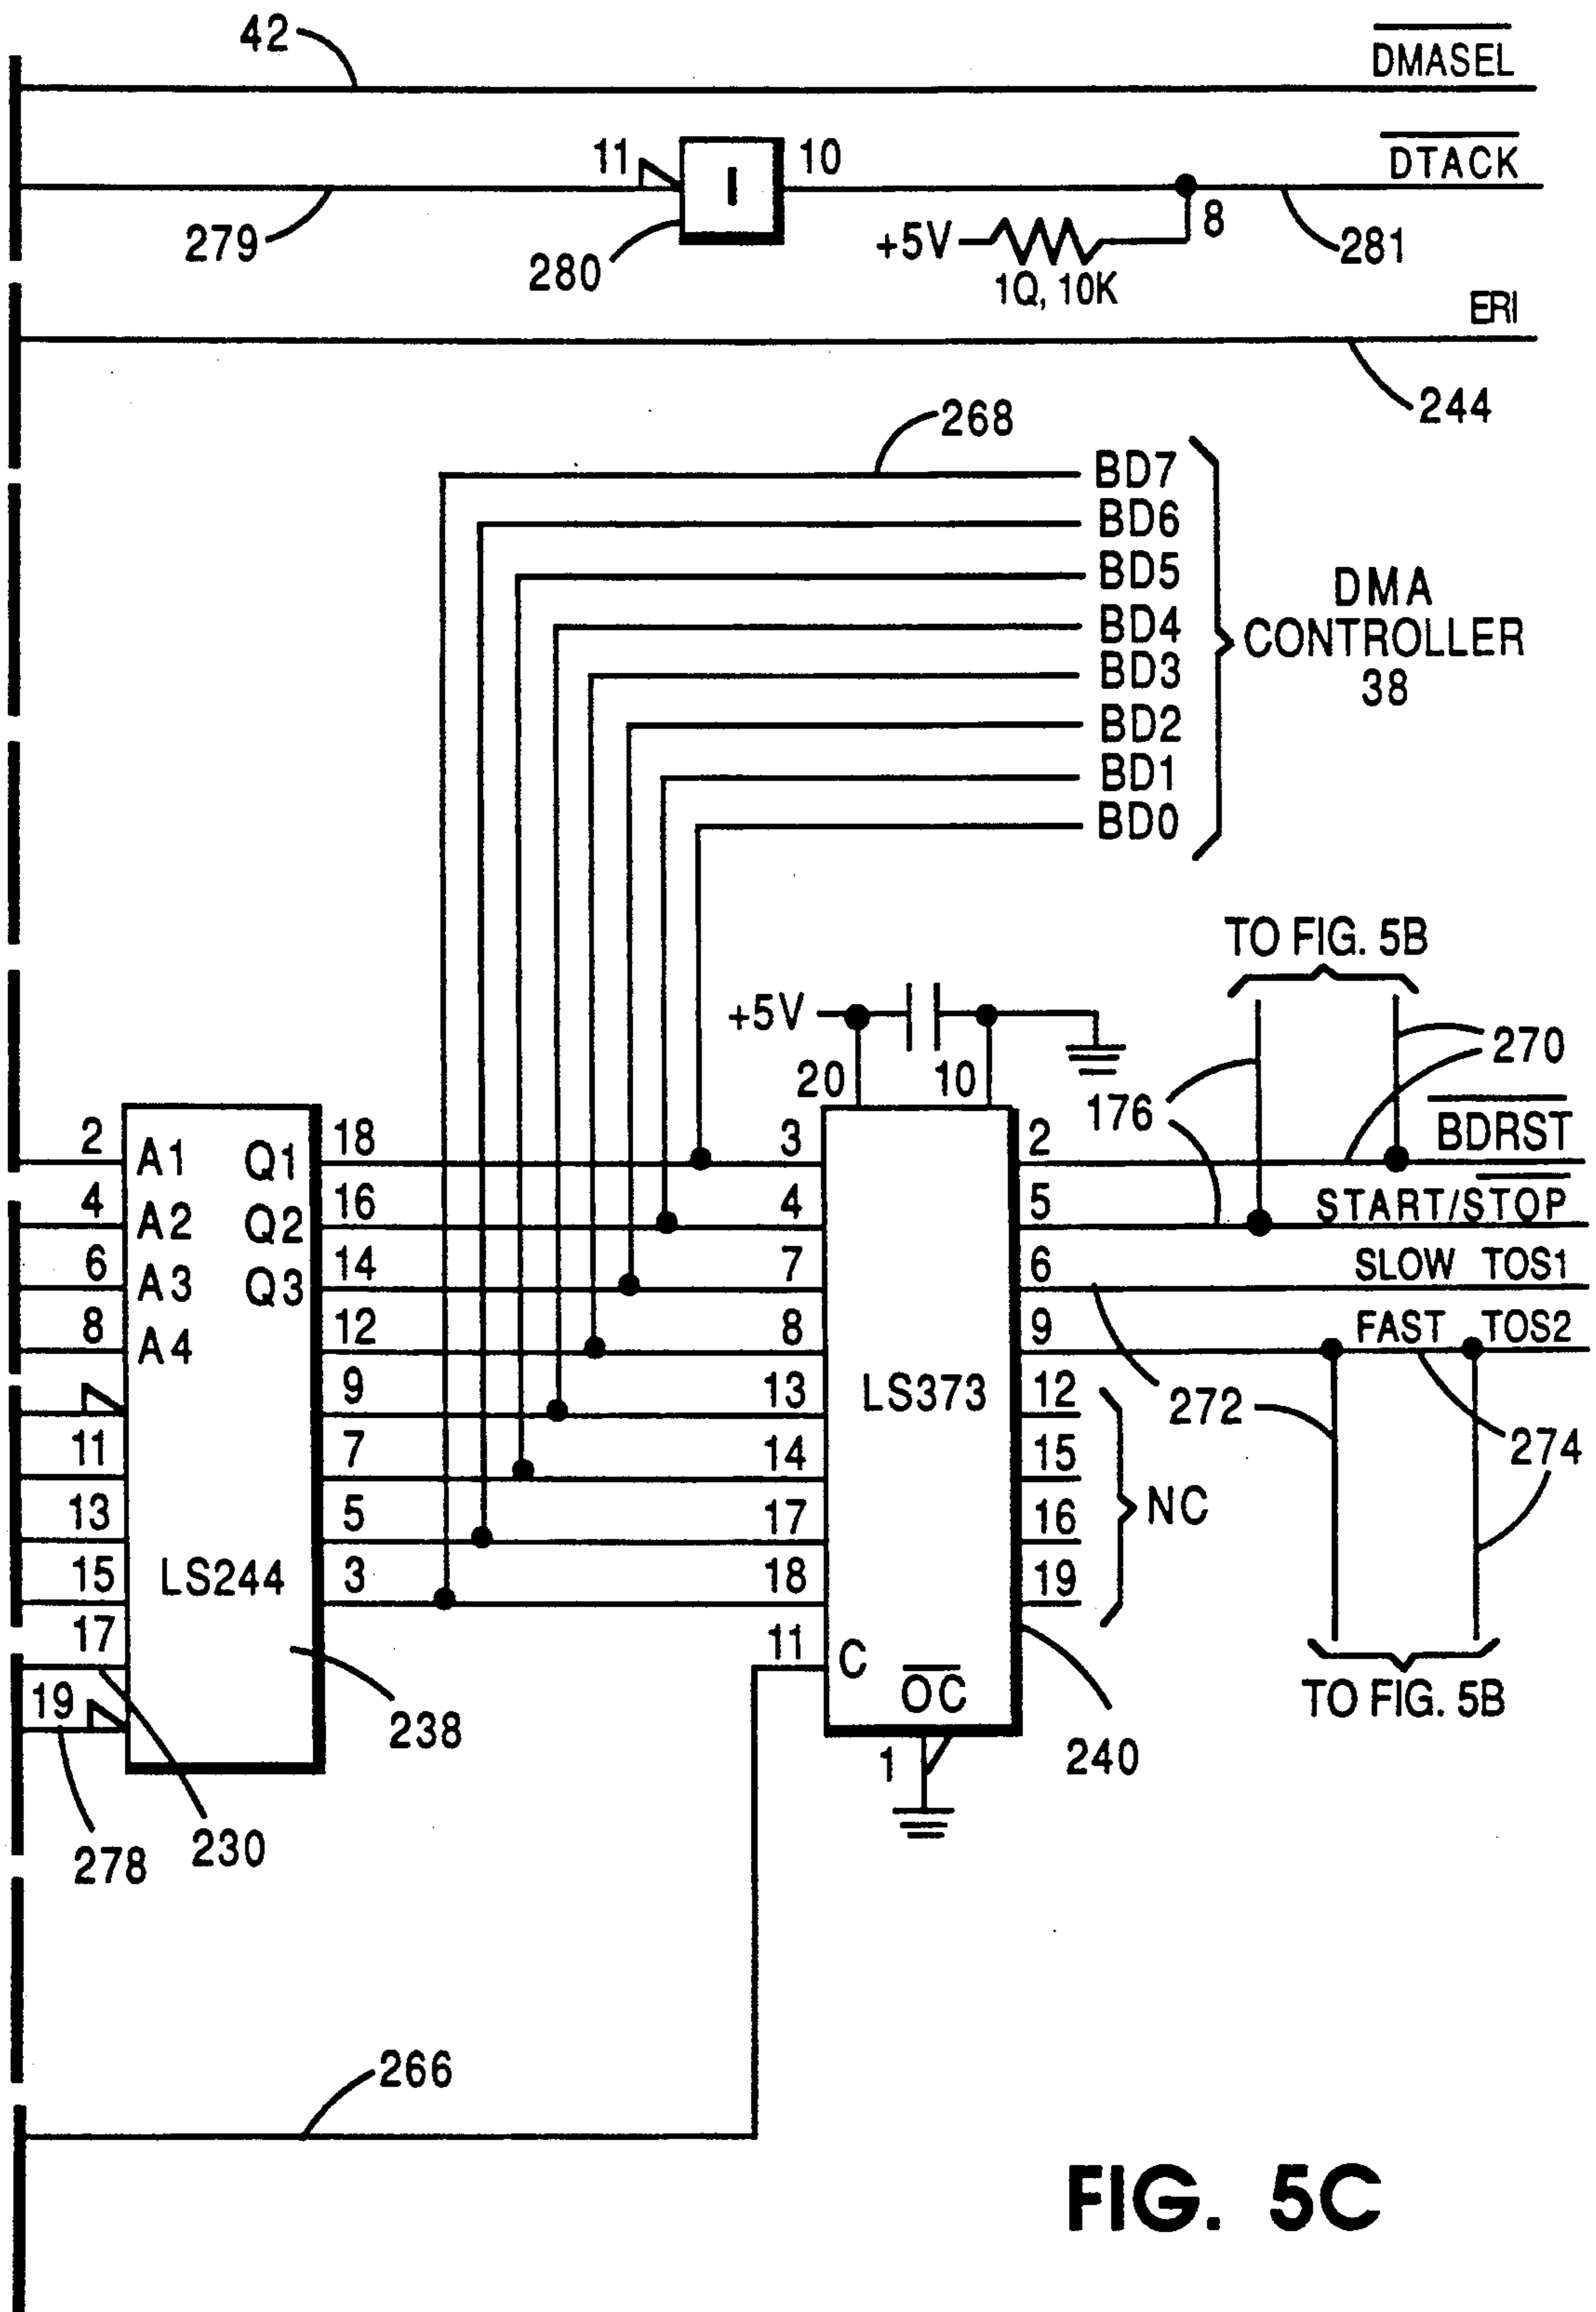 42
DMASEL
11
I
10
DTACK
279
280
+5V
8
1Q, 10K
281
ERI
244
268
BD7
BD6
BD5
BD4
BD3
BD2
BD1
BD0
DMA
CONTROLLER
38
TO FIG. 5B
+5V
20
10
270
176
2
A1
Q1
18
3
2
BDRST
4
A2
Q2
16
4
5
START/STOP
6
A3
Q3
14
7
6
SLOW TOS1
8
A4
12
8
9
FAST TOS2
9
13
LS373
12
272
11
7
14
15
274
13
5
17
16
NC
15
LS244
3
18
19
17
11
C
OC
19
TO FIG. 5B
238
1
240
278
230
266
FIG. 5C